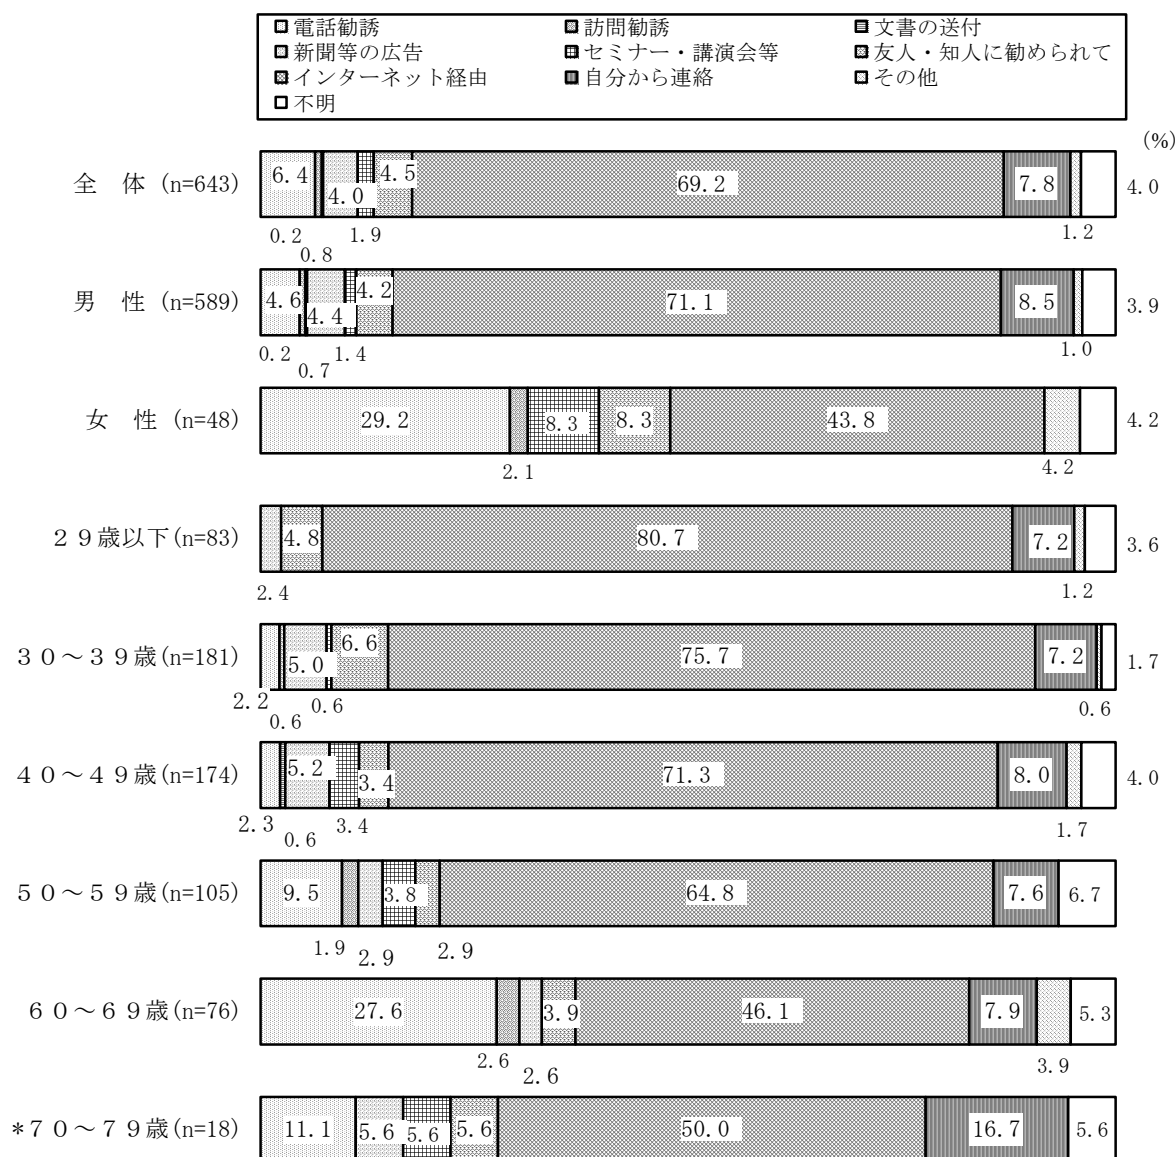 電話勧誘 訪問勧誘 文書の送付
新聞等の広告 セミナー・講演会等 友人・知人に勧められて
インターネット経由 自分から連絡 その他
不明
(%)
全 体 (n=643) 6.4 4.0 4.5 69.2 7.8 4.0
0.2 0.8 1.9 1.2
男 性 (n=589) 4.6 4.4 4.2 71.1 8.5 3.9
0.2 0.7 1.4 1.0
女 性 (n=48) 29.2 8.3 8.3 43.8 4.2
2.1 4.2
29歳以下(n=83) 4.8 80.7 7.2 3.6
2.4 1.2
30～39歳(n=181) 5.0 6.6 75.7 7.2 1.7
2.2 0.6 0.6 0.6
40～49歳(n=174) 5.2 3.4 71.3 8.0 4.0
2.3 0.6 3.4 1.7
50～59歳(n=105) 9.5 3.8 64.8 7.6 6.7
1.9 2.9 2.9
60～69歳(n=76) 27.6 3.9 46.1 7.9 5.3
2.6 2.6 3.9
*70～79歳(n=18) 11.1 5.6 5.6 5.6 50.0 16.7 5.6